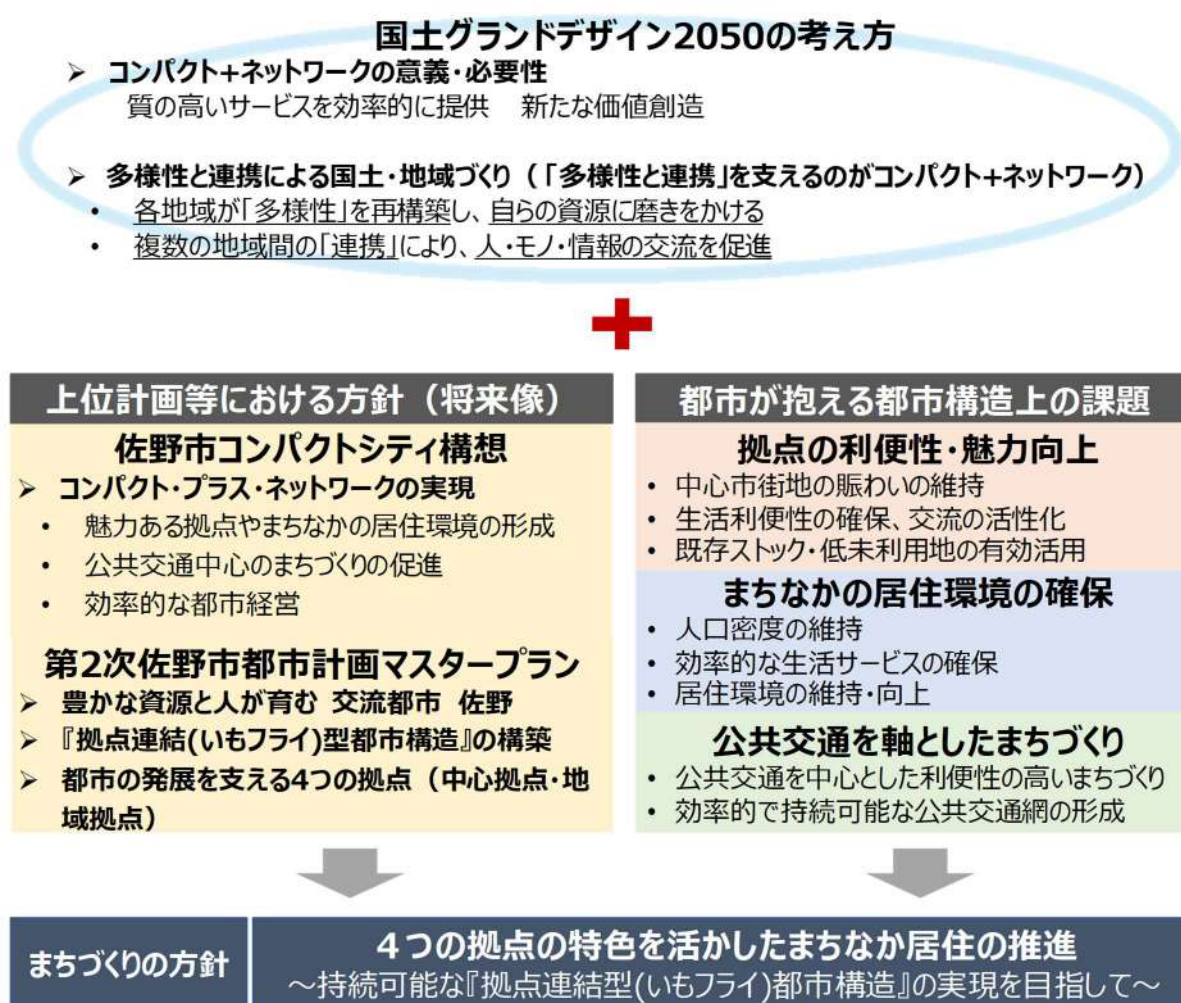 国土グランドデザイン2050の考え方
➢ コンパクト+ネットワークの意義・必要性
質の高いサービスを効率的に提供 新たな価値創造
➢ 多様性と連携による国土・地域づくり（「多様性と連携」を支えるのがコンパクト+ネットワーク）
• 各地域が「多様性」を再構築し、自らの資源に磨きをかける
• 複数の地域間の「連携」により、人・モノ・情報の交流を促進
上位計画等における方針（将来像）
佐野市コンパクトシティ構想
➢ コンパクト・プラス・ネットワークの実現
• 魅力ある拠点やまちなかの居住環境の形成
• 公共交通中心のまちづくりの促進
• 効率的な都市経営
第2次佐野市都市計画マスタープラン
➢ 豊かな資源と人が育む 交流都市 佐野
➢ 『拠点連結(いもフライ)型都市構造』の構築
➢ 都市の発展を支える4つの拠点（中心拠点・地
域拠点）
都市が抱える都市構造上の課題
拠点の利便性・魅力向上
• 中心市街地の賑わいの維持
• 生活利便性の確保、交流の活性化
• 既存ストック・低未利用地の有効活用
まちなかの居住環境の確保
• 人口密度の維持
• 効率的な生活サービスの確保
• 居住環境の維持・向上
公共交通を軸としたまちづくり
• 公共交通を中心とした利便性の高いまちづくり
• 効率的で持続可能な公共交通網の形成
まちづくりの方針
４つの拠点の特色を活かしたまちなか居住の推進
～持続可能な『拠点連結型(いもフライ)都市構造』の実現を目指して～